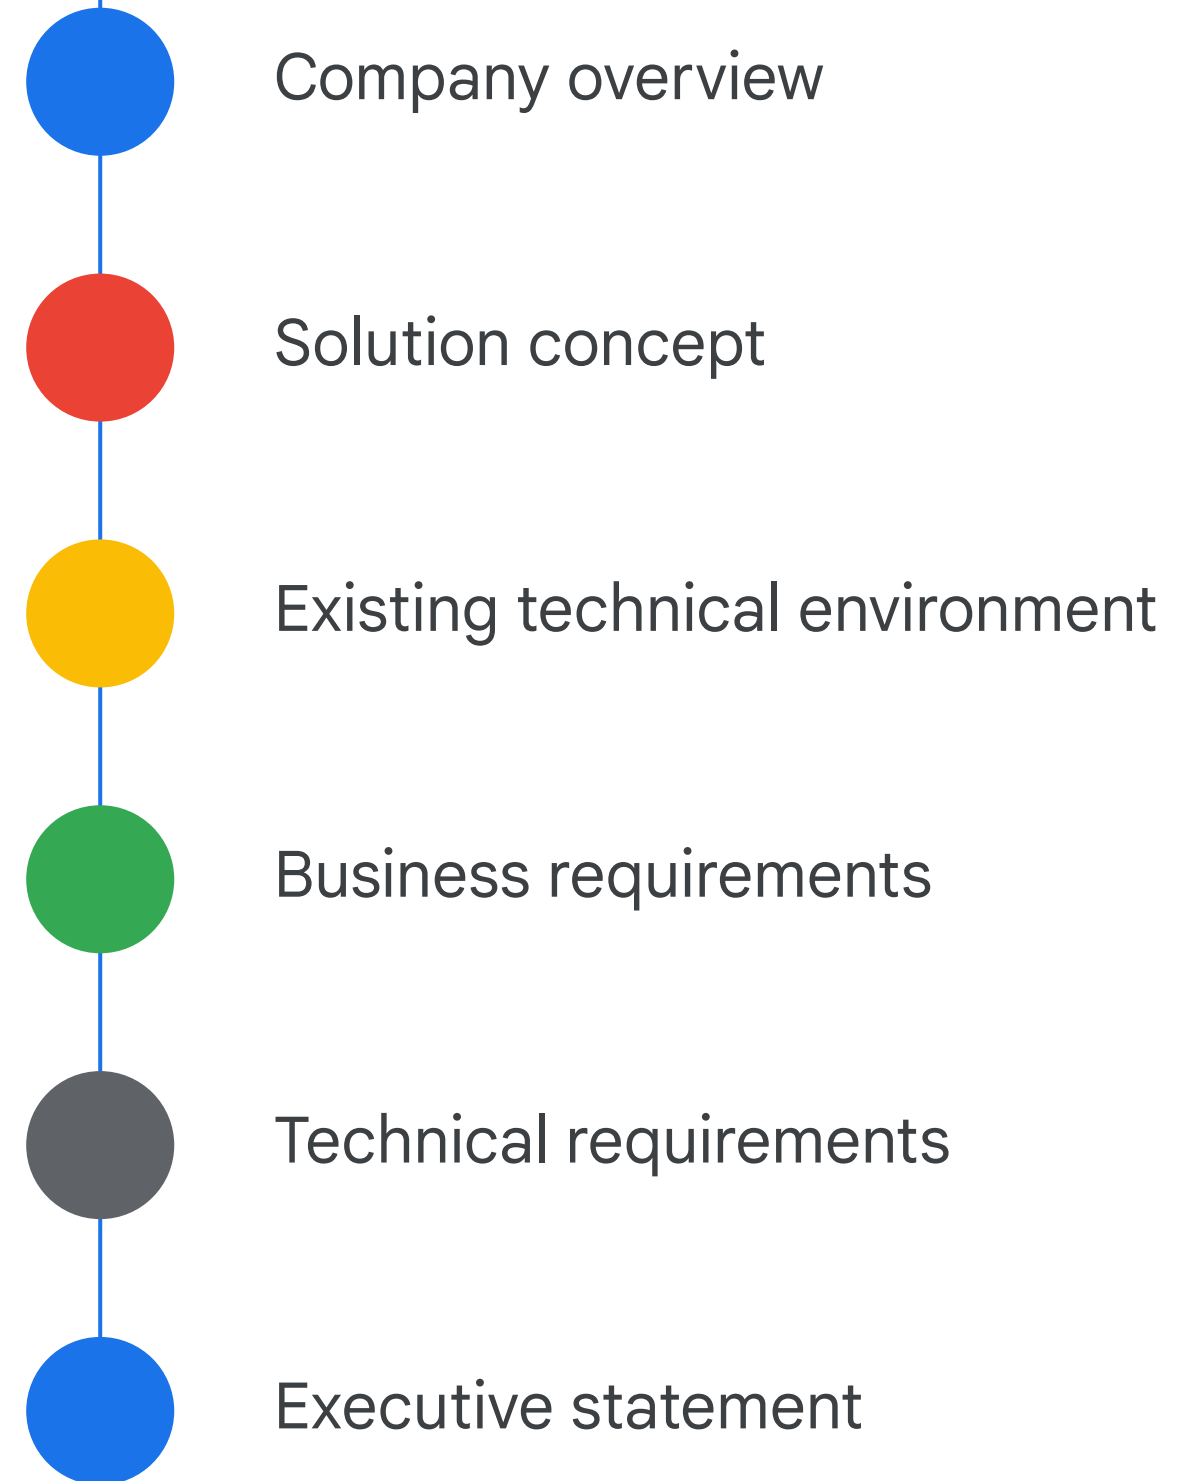 Company overview
Solution concept
Existing technical environment
Business requirements
Technical requirements
Executive statement